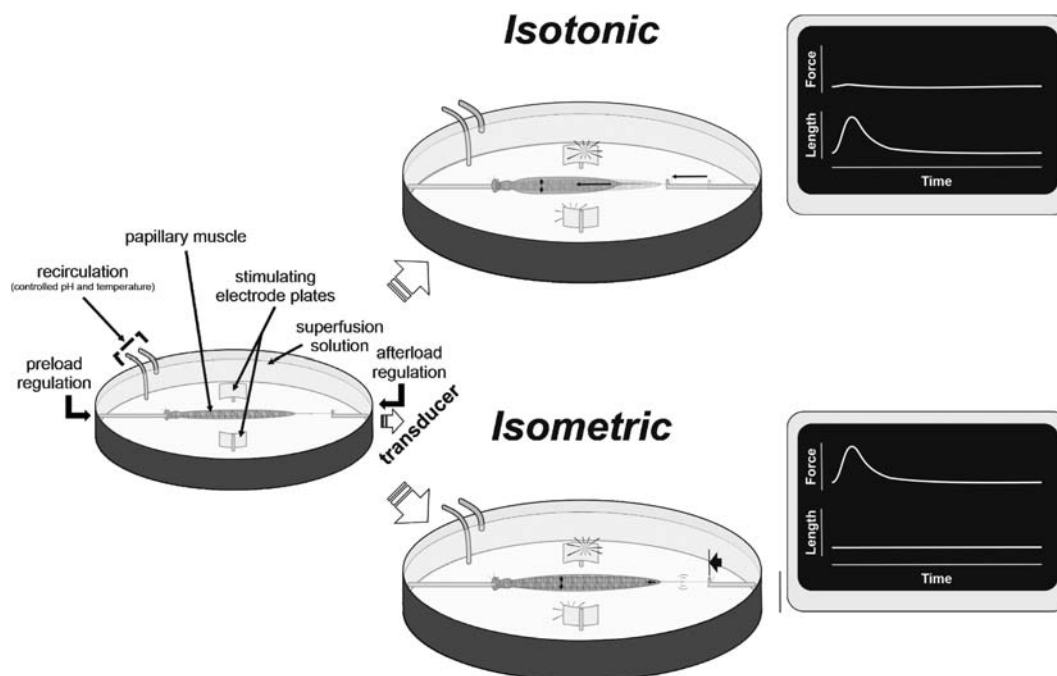 Isotonic
Force
Length
Time
papillary muscle
recirculation
(controlled pH and temperature)
stimulating
electrode plates
superfusion
solution
preload
regulation
afterload
regulation
transducer
Isometric
Force
Length
Time